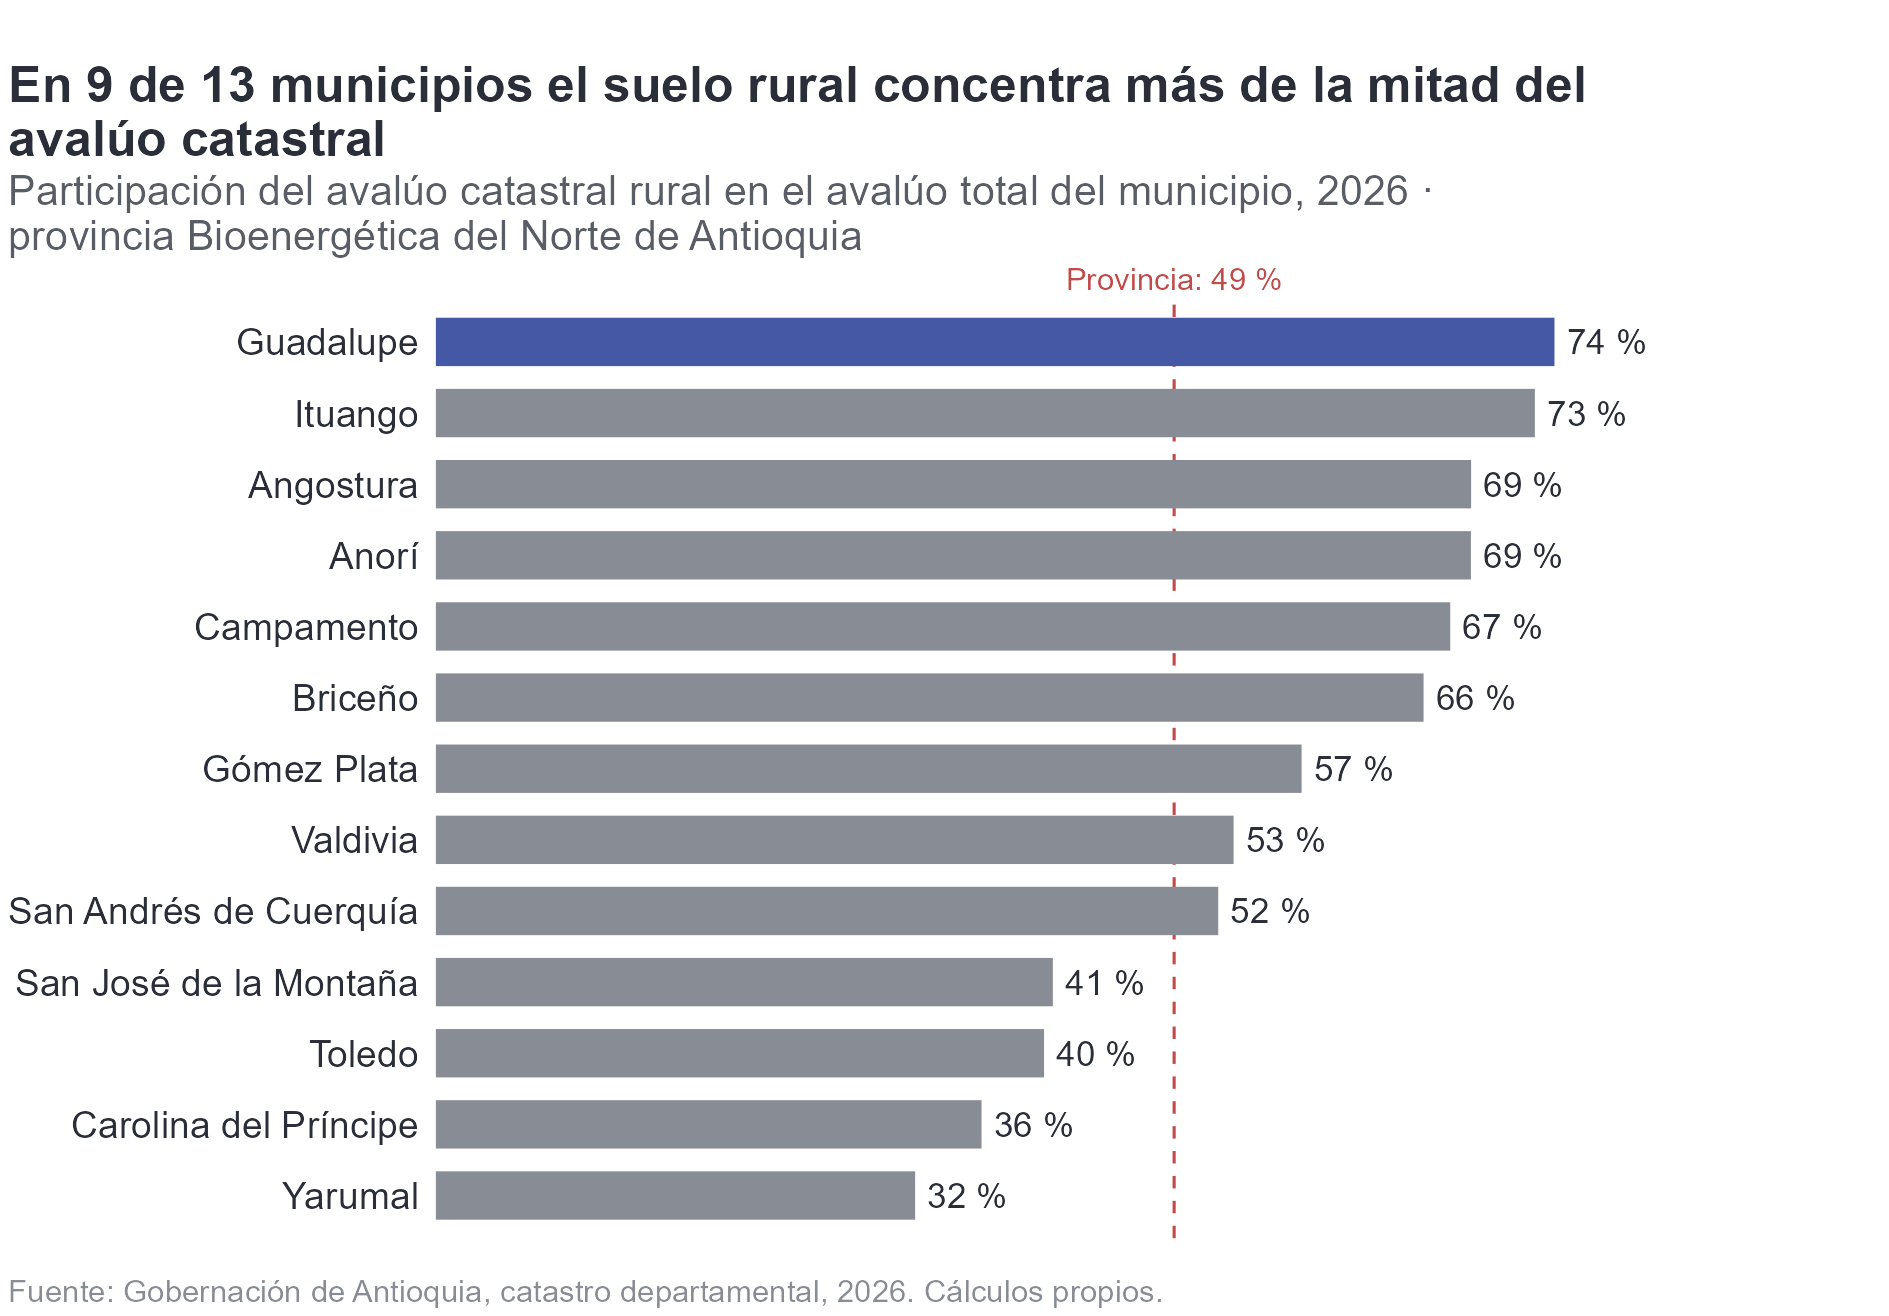 En 9 de 13 municipios el suelo rural concentra más de la mitad del
avalúo catastral
Participación del avalúo catastral rural en el avalúo total del municipio, 2026 ·
provincia Bioenergética del Norte de Antioquia
Provincia: 49 %
Guadalupe 74 %
Ituango 73 %
Angostura 69 %
Anorí 69 %
Campamento 67 %
Briceño 66 %
Gómez Plata 57 %
Valdivia 53 %
San Andrés de Cuerquía 52 %
San José de la Montaña 41 %
Toledo 40 %
Carolina del Príncipe 36 %
Yarumal 32 %
Fuente: Gobernación de Antioquia, catastro departamental, 2026. Cálculos propios.